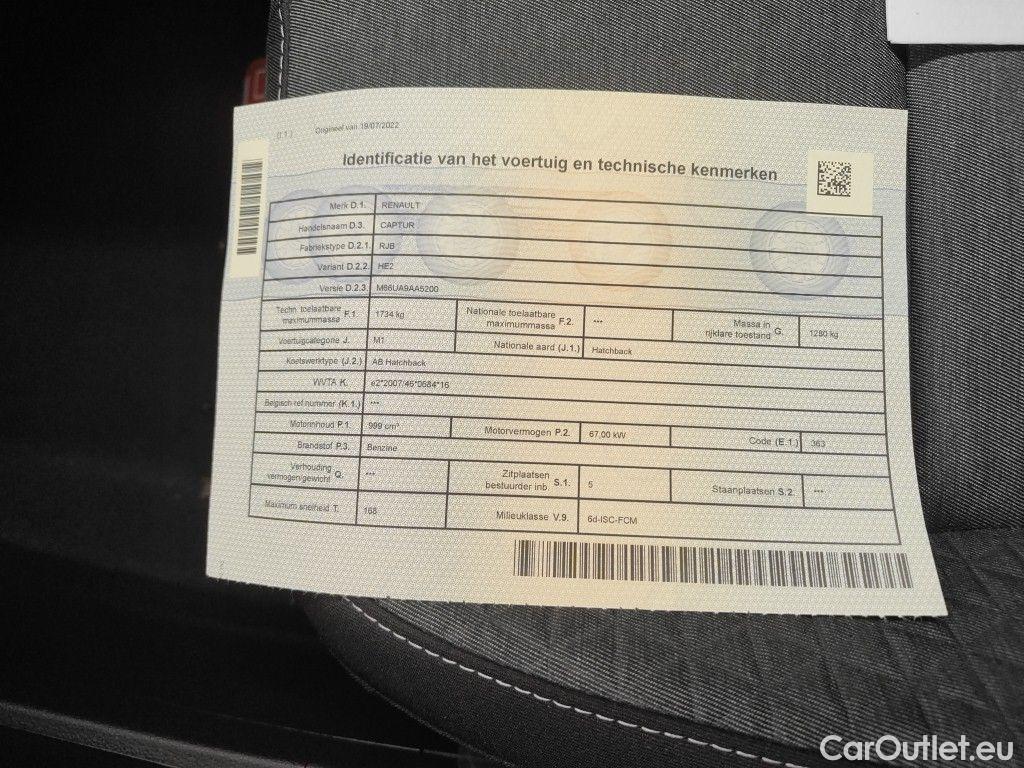 (I.1.) Origineel van 19/07/2022
Identificatie van het voertuig en technische kenmerken
Merk D.1. RENAULT
Handelsnaam D.3. CAPTUR
Fabriekstype D.2.1. RJB
Variant D.2.2. HE2
Versie D.2.3. M86UA9AA5200
Techn. toelaatbare maximummassa F.1. 1734 kg Nationale toelaatbare maximummassa F.2. --- Massa in rijklare toestand G. 1280 kg
Voertuigcategorie J. M1 Nationale aard (J.1.) Hatchback
Koetswerktype (J.2.) AB Hatchback
WVTA K. e2*2007/46*0684*16
Belgisch ref nummer (K.1.) ---
Motorinhoud P.1. 999 cm³ Motorvermogen P.2. 67,00 kW Code (E.1.) 363
Brandstof P.3. Benzine
Verhouding vermogen/gewicht Q. --- Zitplaatsen bestuurder inb. S.1. 5 Staanplaatsen S.2. ---
Maximum snelheid T. 168 Milieuklasse V.9. 6d-ISC-FCM
CarOutlet.eu